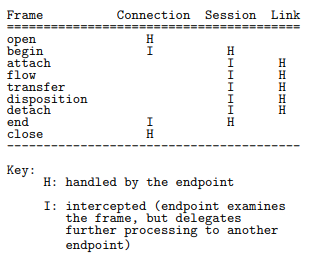 Frame Connection Session Link
========================================
open H
begin I H
attach I H
flow I H
transfer I H
disposition I H
detach I H
end I H
close H
----------------------------------------
Key:
H: handled by the endpoint
I: intercepted (endpoint examines
the frame, but delegates
further processing to another
endpoint)